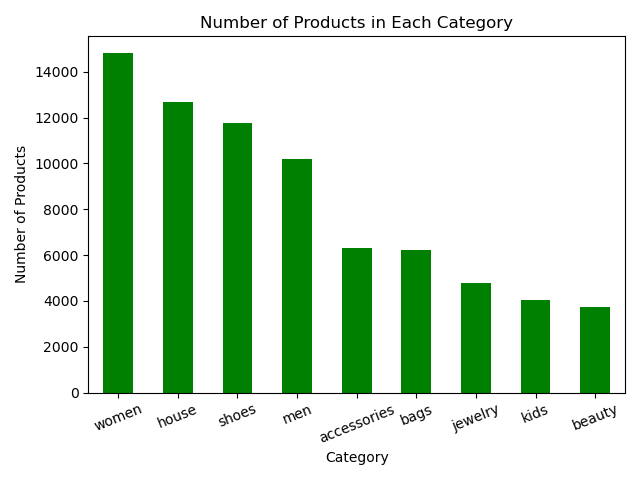 Number of Products in Each Category
Number of Products
14000
12000
10000
8000
6000
4000
2000
0
women
house
shoes
men
accessories
bags
jewelry
kids
beauty
Category